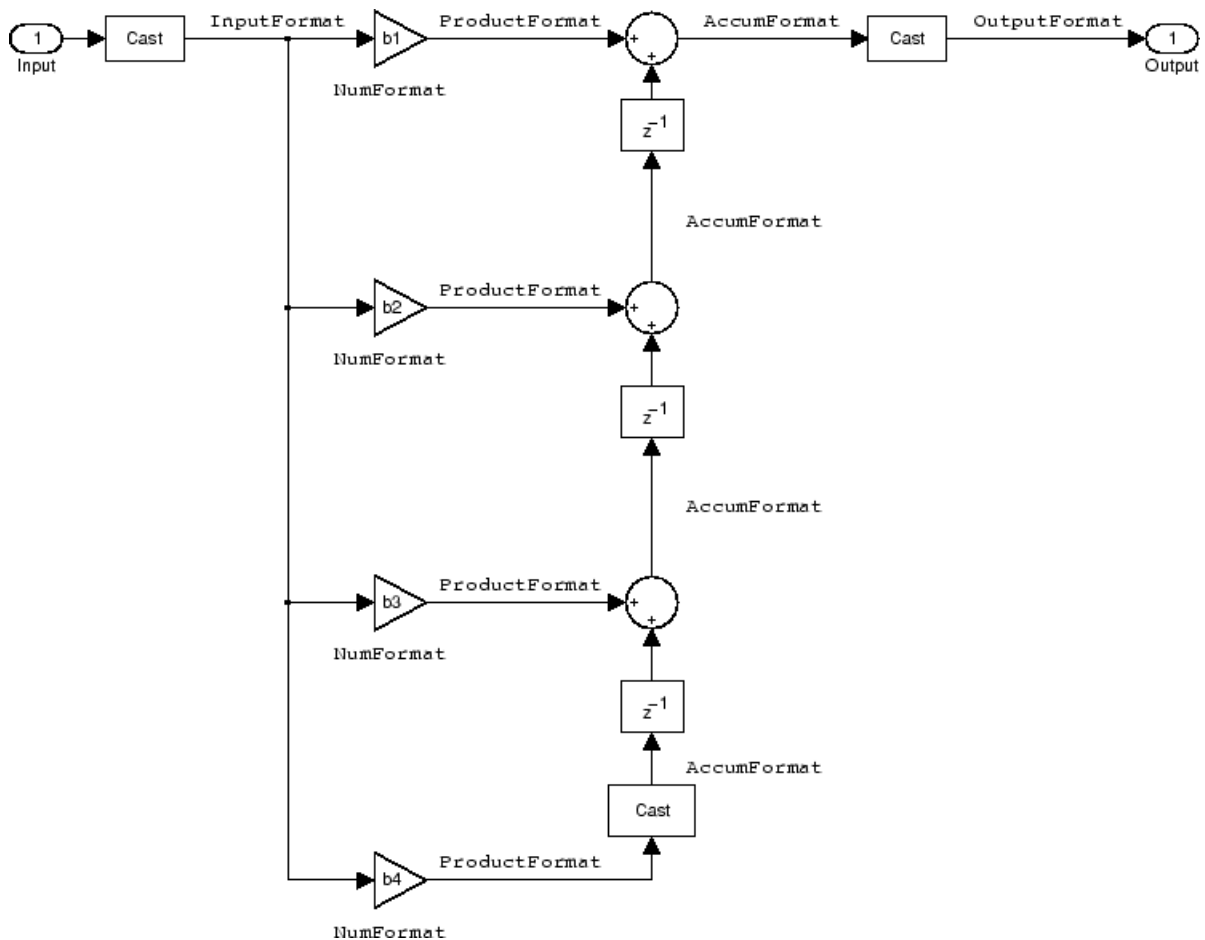 InputFormat
ProductFormat
AccumFormat
OutputFormat
1
Cast
b1
+
+
Cast
1
Input
Output
NumFormat
z-1
AccumFormat
ProductFormat
b2
+
+
NumFormat
z-1
AccumFormat
ProductFormat
b3
+
+
NumFormat
z-1
AccumFormat
Cast
ProductFormat
b4
NumFormat